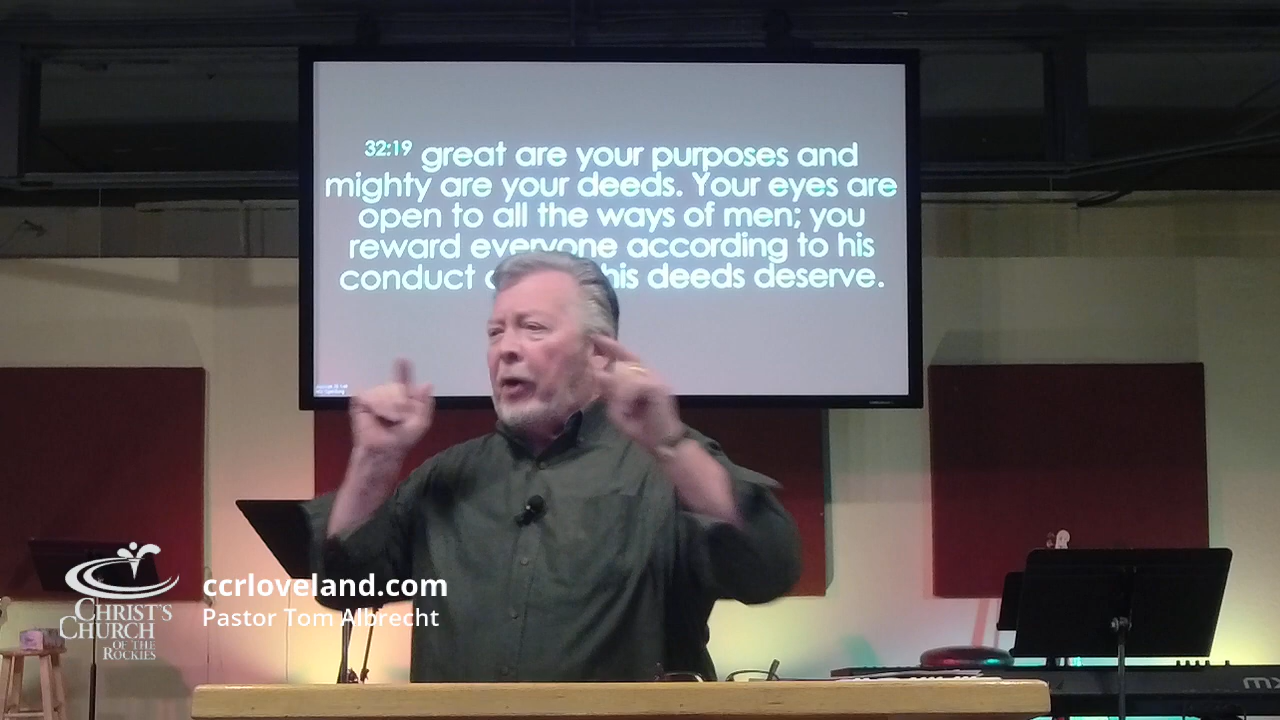 32:19 great are your purposes and
mighty are your deeds. Your eyes are
open to all the ways of men; you
reward everyone according to his
conduct his deeds deserve.
ccrloveland.com
Pastor Tom Albrecht
CHRIST'S
CHURCH
OF THE
ROCKIES